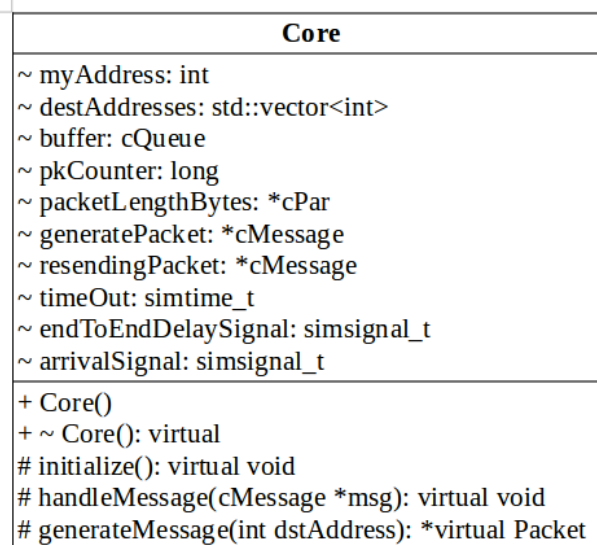 Core
~ myAddress: int
~ destAddresses: std::vector<int>
~ buffer: cQueue
~ pkCounter: long
~ packetLengthBytes: *cPar
~ generatePacket: *cMessage
~ resendingPacket: *cMessage
~ timeOut: simtime_t
~ endToEndDelaySignal: simsignal_t
~ arrivalSignal: simsignal_t
+ Core()
+ ~ Core(): virtual
# initialize(): virtual void
# handleMessage(cMessage *msg): virtual void
# generateMessage(int dstAddress): *virtual Packet